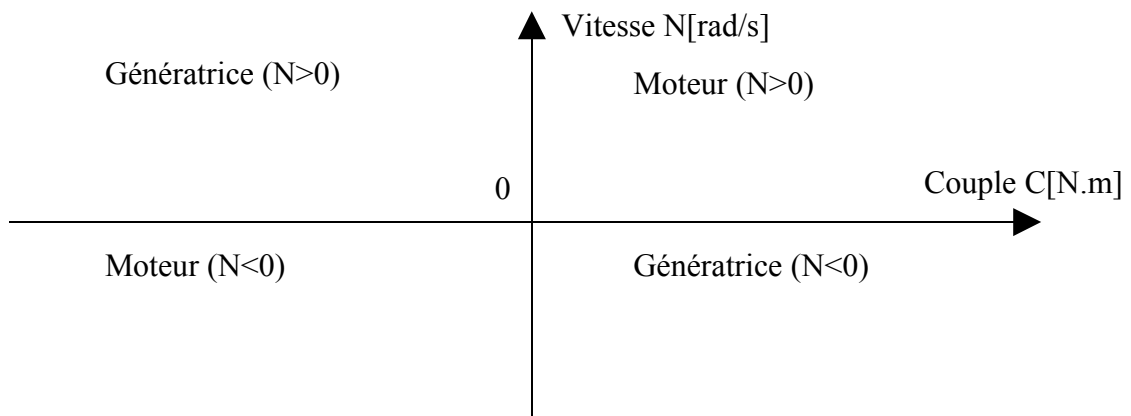 Vitesse N[rad/s]
Génératrice (N>0)
Moteur (N>0)
0
Couple C[N.m]
Moteur (N<0)
Génératrice (N<0)